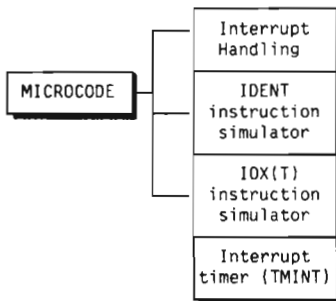 MICROCODE
Interrupt
Handling
IDENT
instruction
simulator
IOX(T)
instruction
simulator
Interrupt
timer (TMINT)